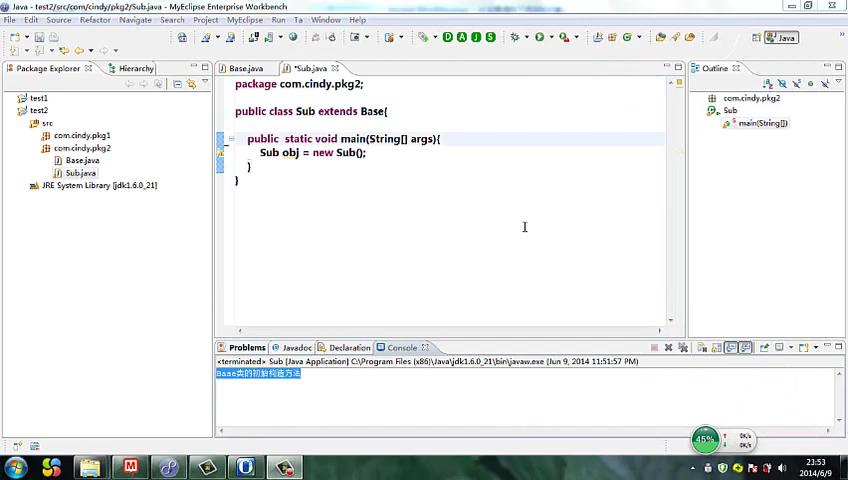 Java - test2/src/com/cindy/pkg2/Sub.java - MyEclipse Enterprise Workbench
File Edit Source Refactor Navigate Search Project MyEclipse Run Ta Window Help
Java
Package Explorer Hierarchy
test1
test2
src
com.cindy.pkg1
com.cindy.pkg2
Base.java
Sub.java
JRE System Library [jdk1.6.0_21]
Base.java *Sub.java
package com.cindy.pkg2;
public class Sub extends Base{
public static void main(String[] args){
Sub obj = new Sub();
}
}
Outline
com.cindy.pkg2
Sub
main(String[])
Problems Javadoc Declaration Console
<terminated> Sub [Java Application] C:\Program Files (x86)\Java\jdk1.6.0_21\bin\javaw.exe (Jun 9, 2014 11:51:57 PM)
Base类的初始构造方法
45% 0K/s
0K/s
23:53
2014/6/9